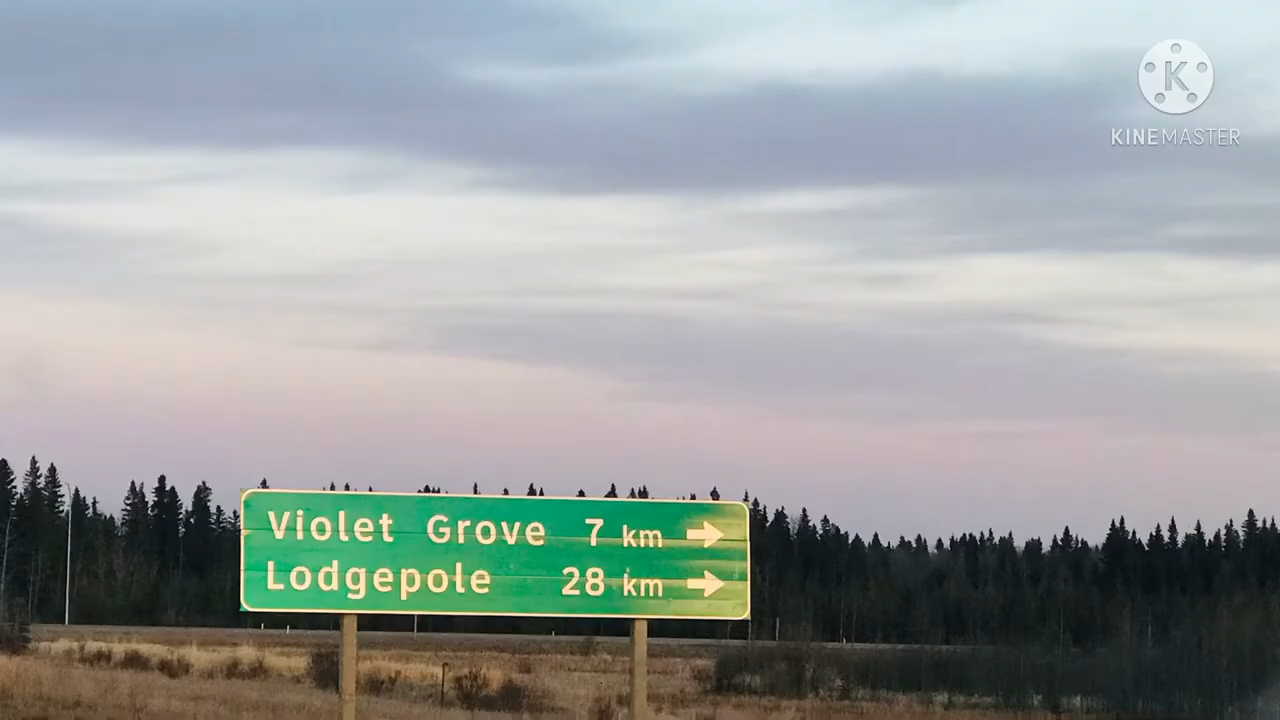 K
KINEMASTER
Violet Grove 7 km →
Lodgepole 28 km →